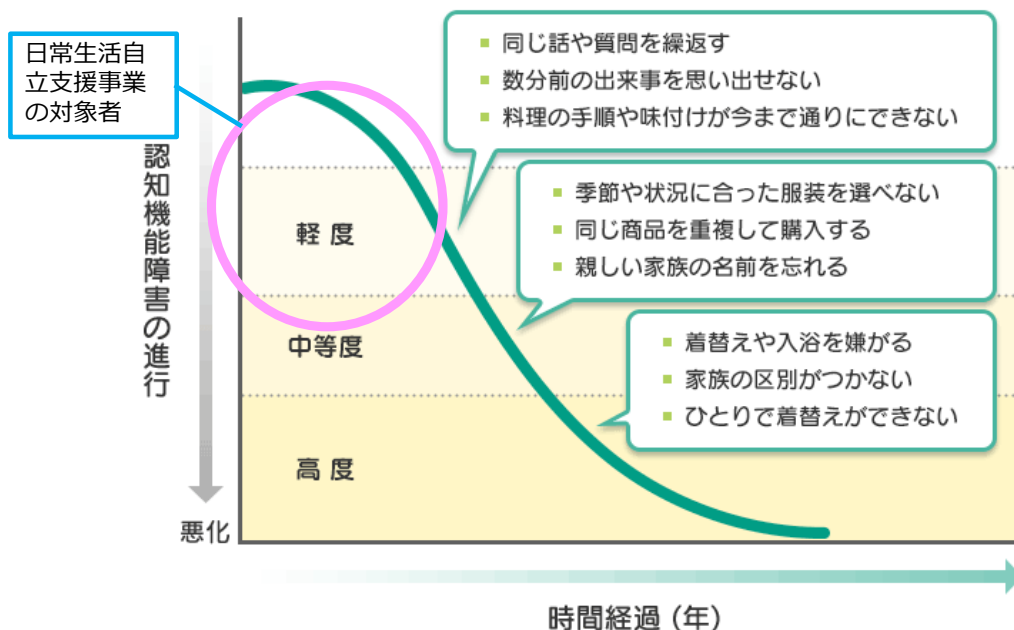 日常生活自
立支援事業
の対象者
認知機能障害の進行
悪化
軽度
中等度
高度
■ 同じ話や質問を繰返す
■ 数分前の出来事を思い出せない
■ 料理の手順や味付けが今まで通りにできない
■ 季節や状況に合った服装を選べない
■ 同じ商品を重複して購入する
■ 親しい家族の名前を忘れる
■ 着替えや入浴を嫌がる
■ 家族の区別がつかない
■ ひとりで着替えができない
時間経過（年）